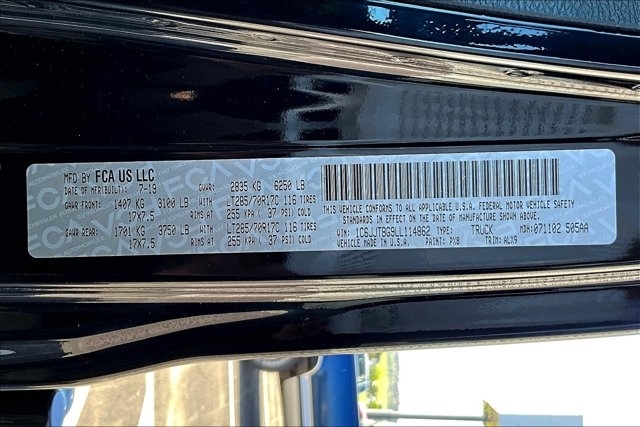 MFD BY FCA US LLC
DATE OF MFR/BUILT: 7-19 GVWR: 2835 KG 6250 LB
GAWR FRONT: 1407 KG 3100 LB WITH LT285/70R17C 116 TIRES
17X7.5 RIMS AT 255 KPA ( 37 PSI) COLD
GAWR REAR: 1701 KG 3750 LB WITH LT285/70R17C 116 TIRES
17X7.5 RIMS AT 255 KPA ( 37 PSI) COLD
THIS VEHICLE CONFORMS TO ALL APPLICABLE U.S.A. FEDERAL MOTOR VEHICLE SAFETY
STANDARDS IN EFFECT ON THE DATE OF MANUFACTURE SHOWN ABOVE.
VIN: 1C6JJTBG9LL114862 TYPE: TRUCK MDH: 071102 505AA
VEHICLE MADE IN U.S.A. PAINT: PX8 TRIM: ALX9